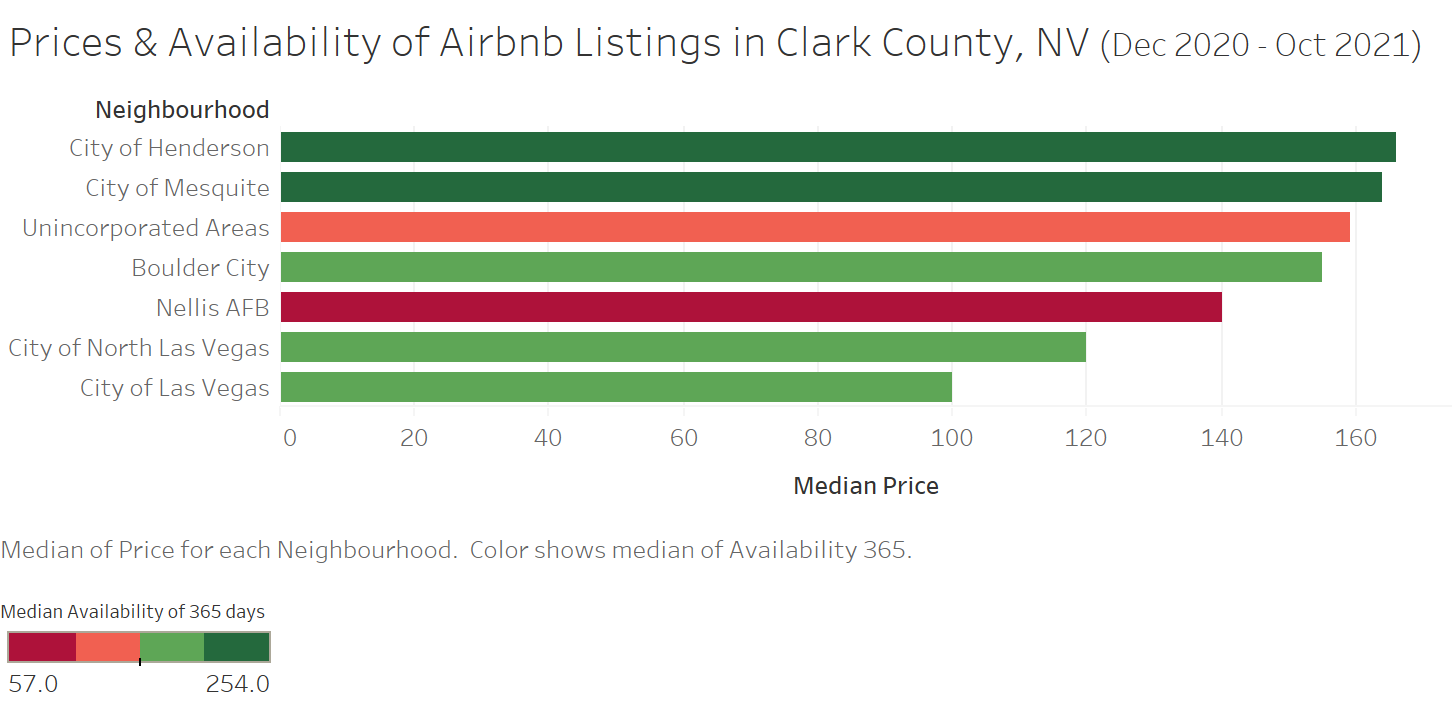 Prices & Availability of Airbnb Listings in Clark County, NV (Dec 2020 - Oct 2021)
Neighbourhood
City of Henderson
City of Mesquite
Unincorporated Areas
Boulder City
Nellis AFB
City of North Las Vegas
City of Las Vegas
0 20 40 60 80 100 120 140 160
Median Price
Median of Price for each Neighbourhood. Color shows median of Availability 365.
Median Availability of 365 days
57.0 254.0